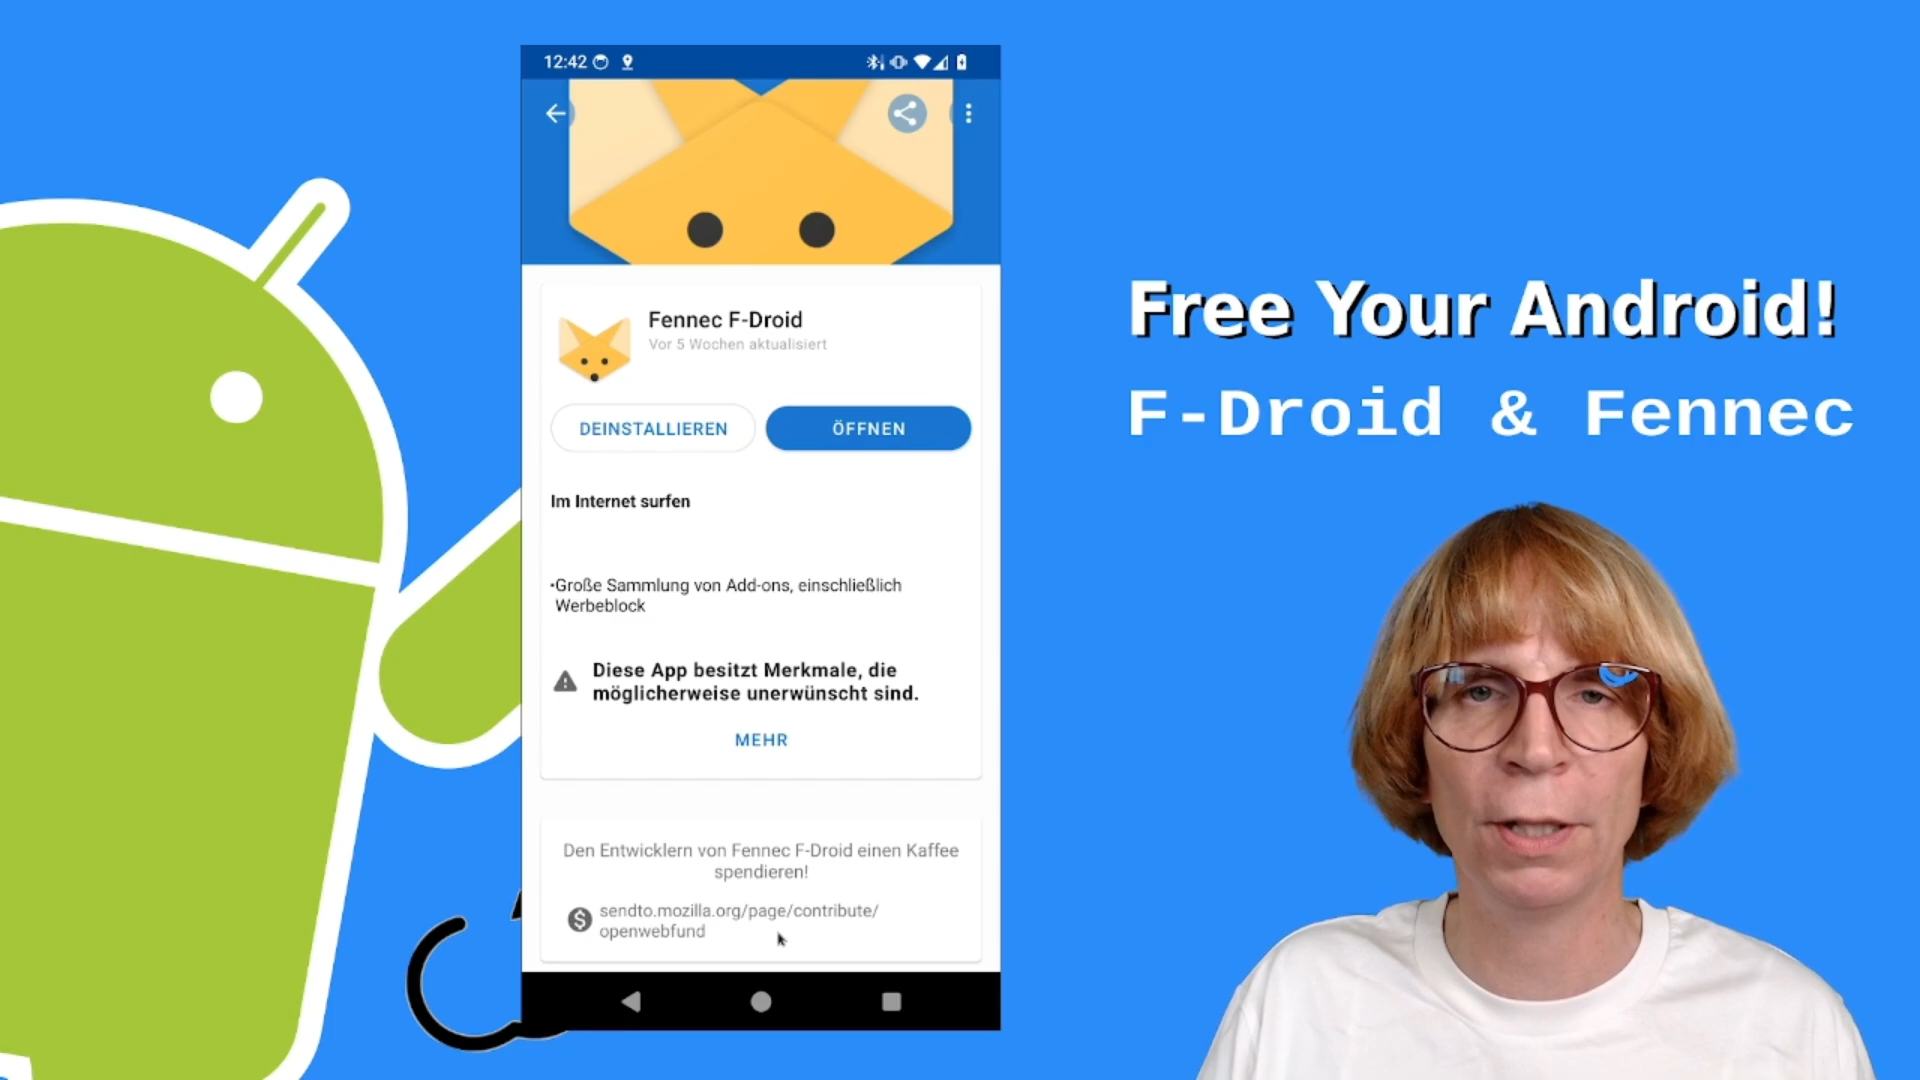 12:42
Fennec F-Droid
Vor 5 Wochen aktualisiert
DEINSTALLIEREN
ÖFFNEN
Im Internet surfen
•Große Sammlung von Add-ons, einschließlich
Werbeblock
Diese App besitzt Merkmale, die
möglicherweise unerwünscht sind.
MEHR
Den Entwicklern von Fennec F-Droid einen Kaffee
spendieren!
sendto.mozilla.org/page/contribute/
openwebfund
Free Your Android!
F-Droid & Fennec